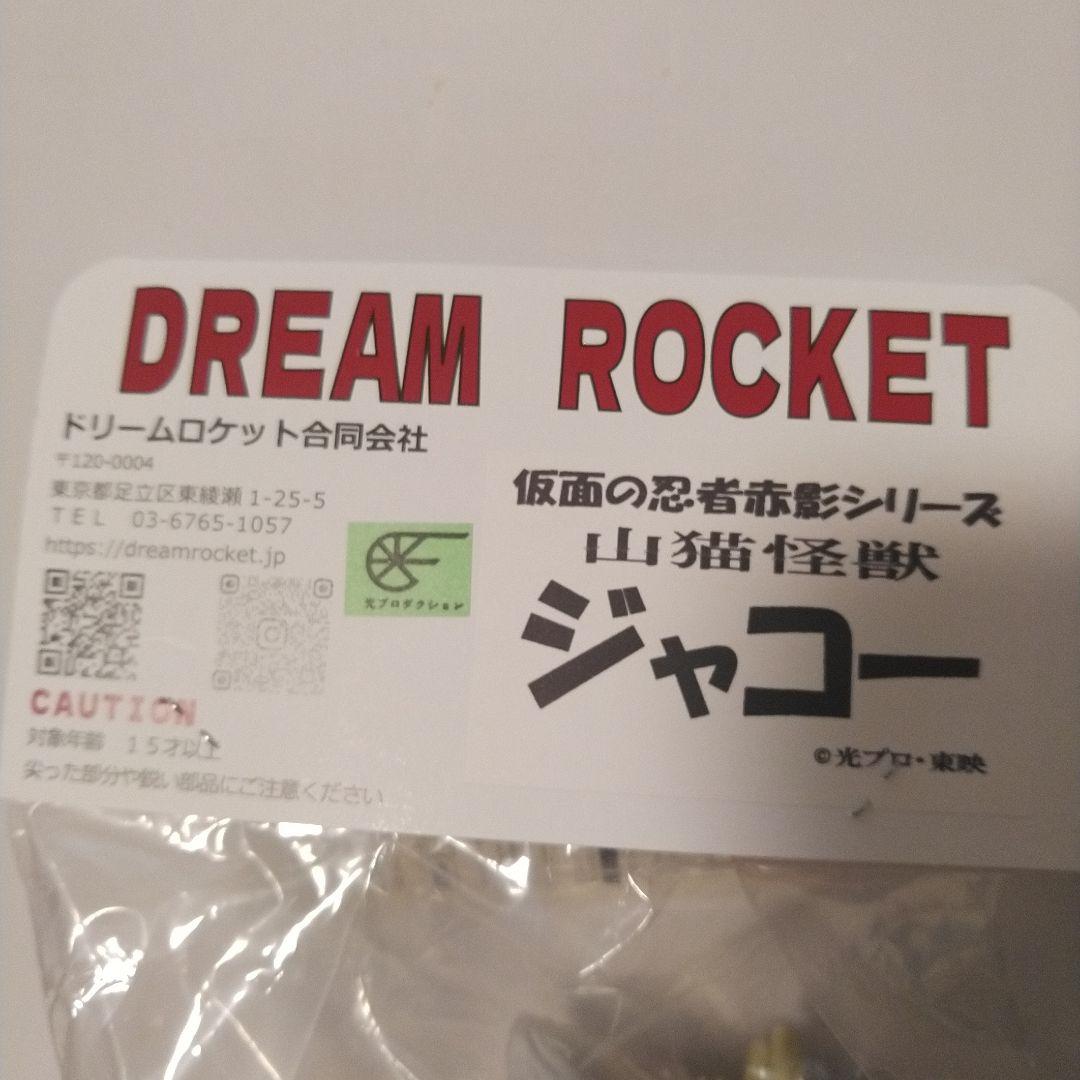 DREAM ROCKET
ドリームロケット合同会社
〒120-0004
東京都足立区東綾瀬1-25-5
TEL 03-6765-1057
https://dreamrocket.jp
光プロダクション
CAUTION
対象年齢 15才以上
尖った部分や鋭い部品にご注意ください
仮面の忍者赤影シリーズ
山猫怪獣
ジャコー
©光プロ・東映